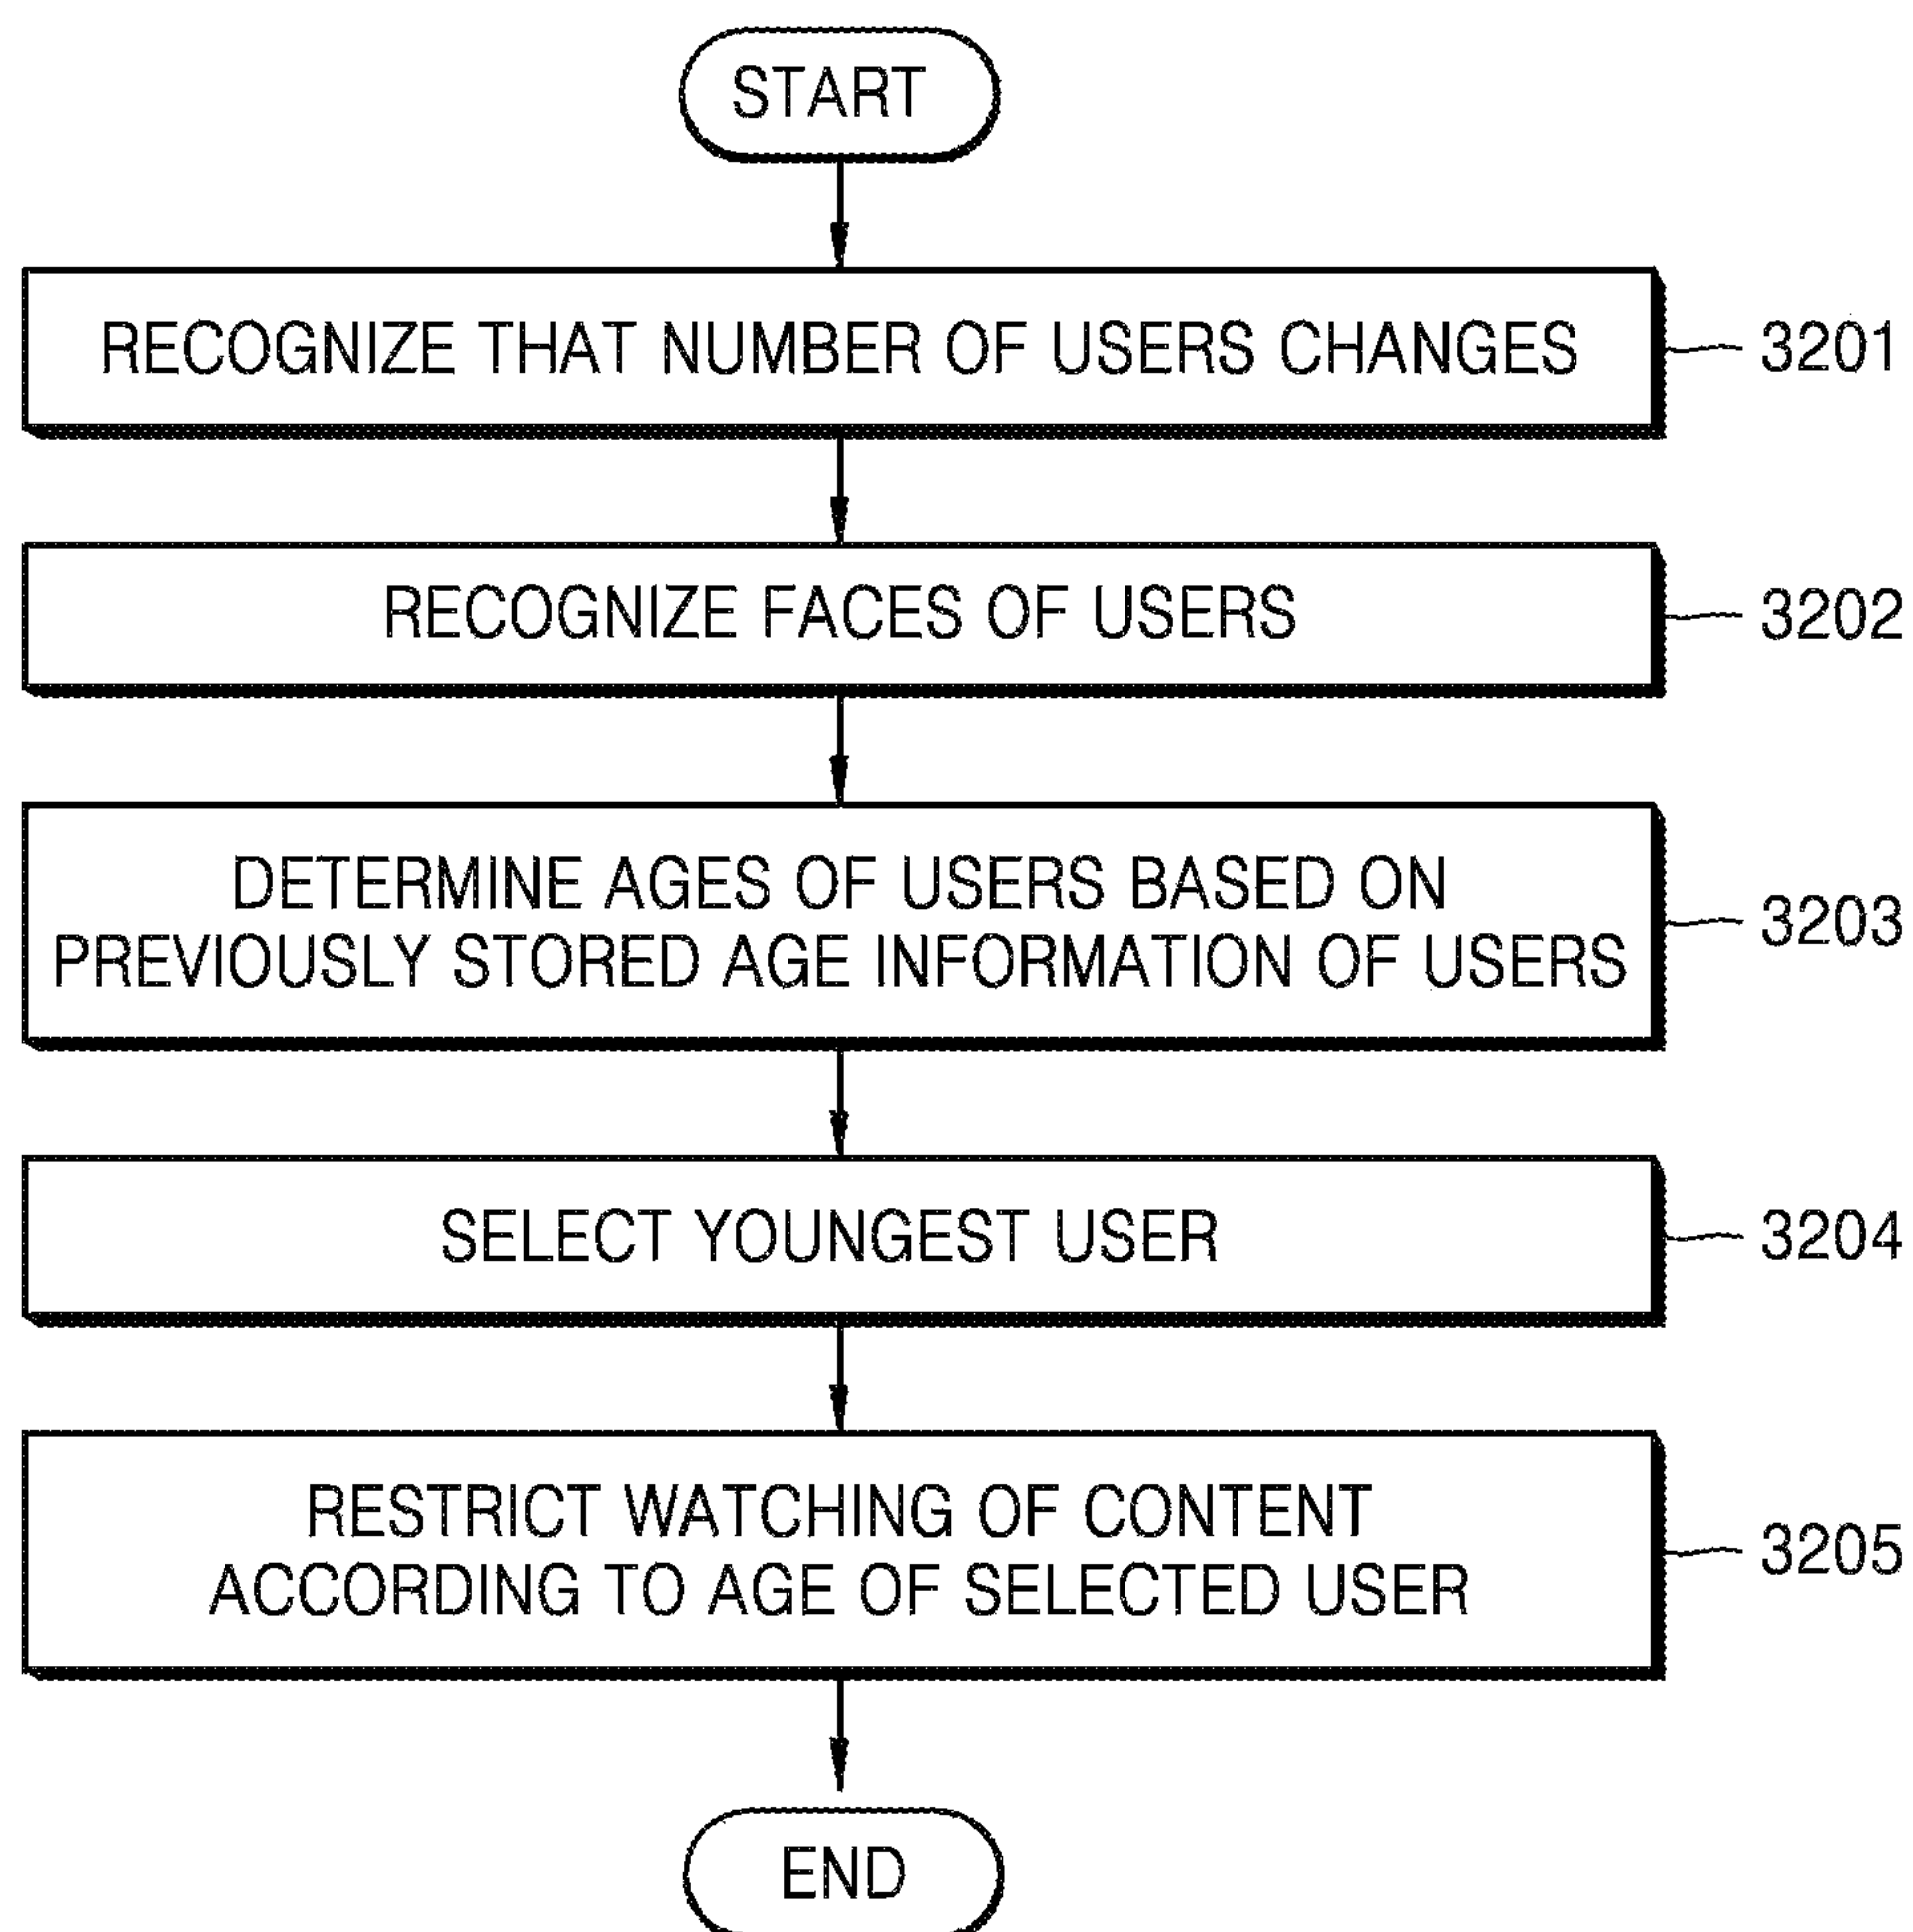 START
RECOGNIZE THAT NUMBER OF USERS CHANGES
3201
RECOGNIZE FACES OF USERS
3202
DETERMINE AGES OF USERS BASED ON
PREVIOUSLY STORED AGE INFORMATION OF USERS
3203
SELECT YOUNGEST USER
3204
RESTRICT WATCHING OF CONTENT
ACCORDING TO AGE OF SELECTED USER
3205
END